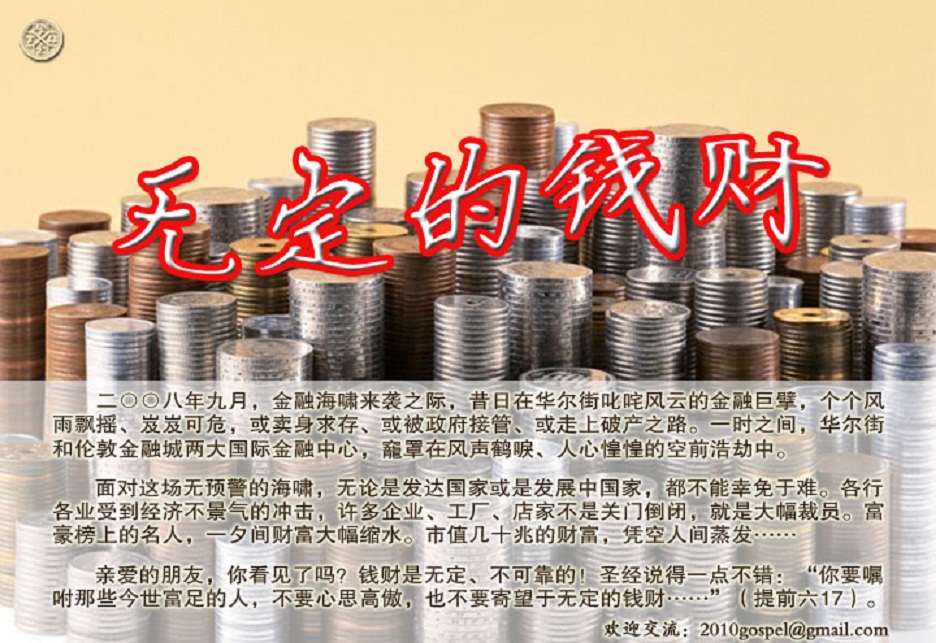 无定的钱财
二〇〇八年九月，金融海啸来袭之际，昔日在华尔街叱咤风云的金融巨擘，个个风
雨飘摇、岌岌可危，或卖身求存、或被政府接管、或走上破产之路。一时之间，华尔街
和伦敦金融城两大国际金融中心，竉罩在风声鹤唳、人心惶惶的空前浩劫中。
面对这场无预警的海啸，无论是发达国家或是发展中国家，都不能幸免于难。各行
各业受到经济不景气的冲击，许多企业、工厂、店家不是关门倒闭，就是大幅裁员。富
豪榜上的名人，一夕间财富大幅缩水。市值几十兆的财富，凭空人间蒸发……
亲爱的朋友，你看见了吗？钱财是无定、不可靠的！圣经说得一点不错：“你要嘱
咐那些今世富足的人，不要心思高傲，也不要寄望于无定的钱财……”（提前六17）。
欢迎交流：2010gospel@gmail.com